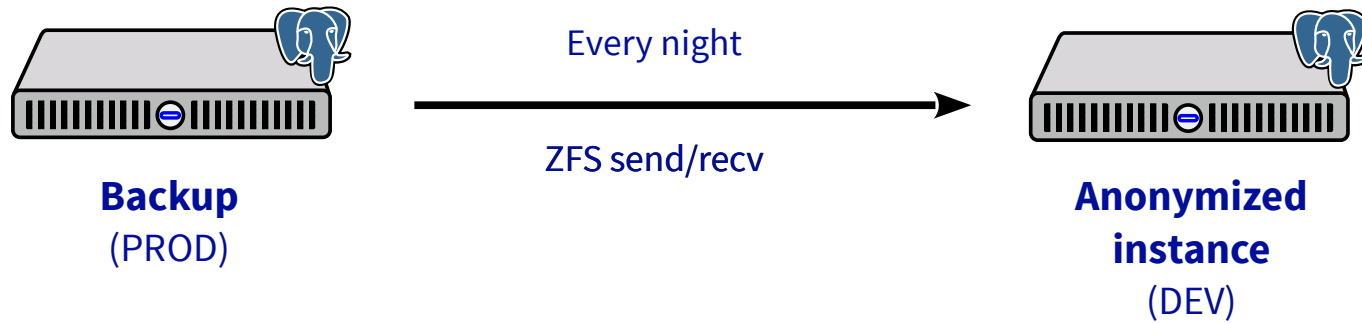 Every night
ZFS send/recv
Backup
(PROD)
Anonymized
instance
(DEV)